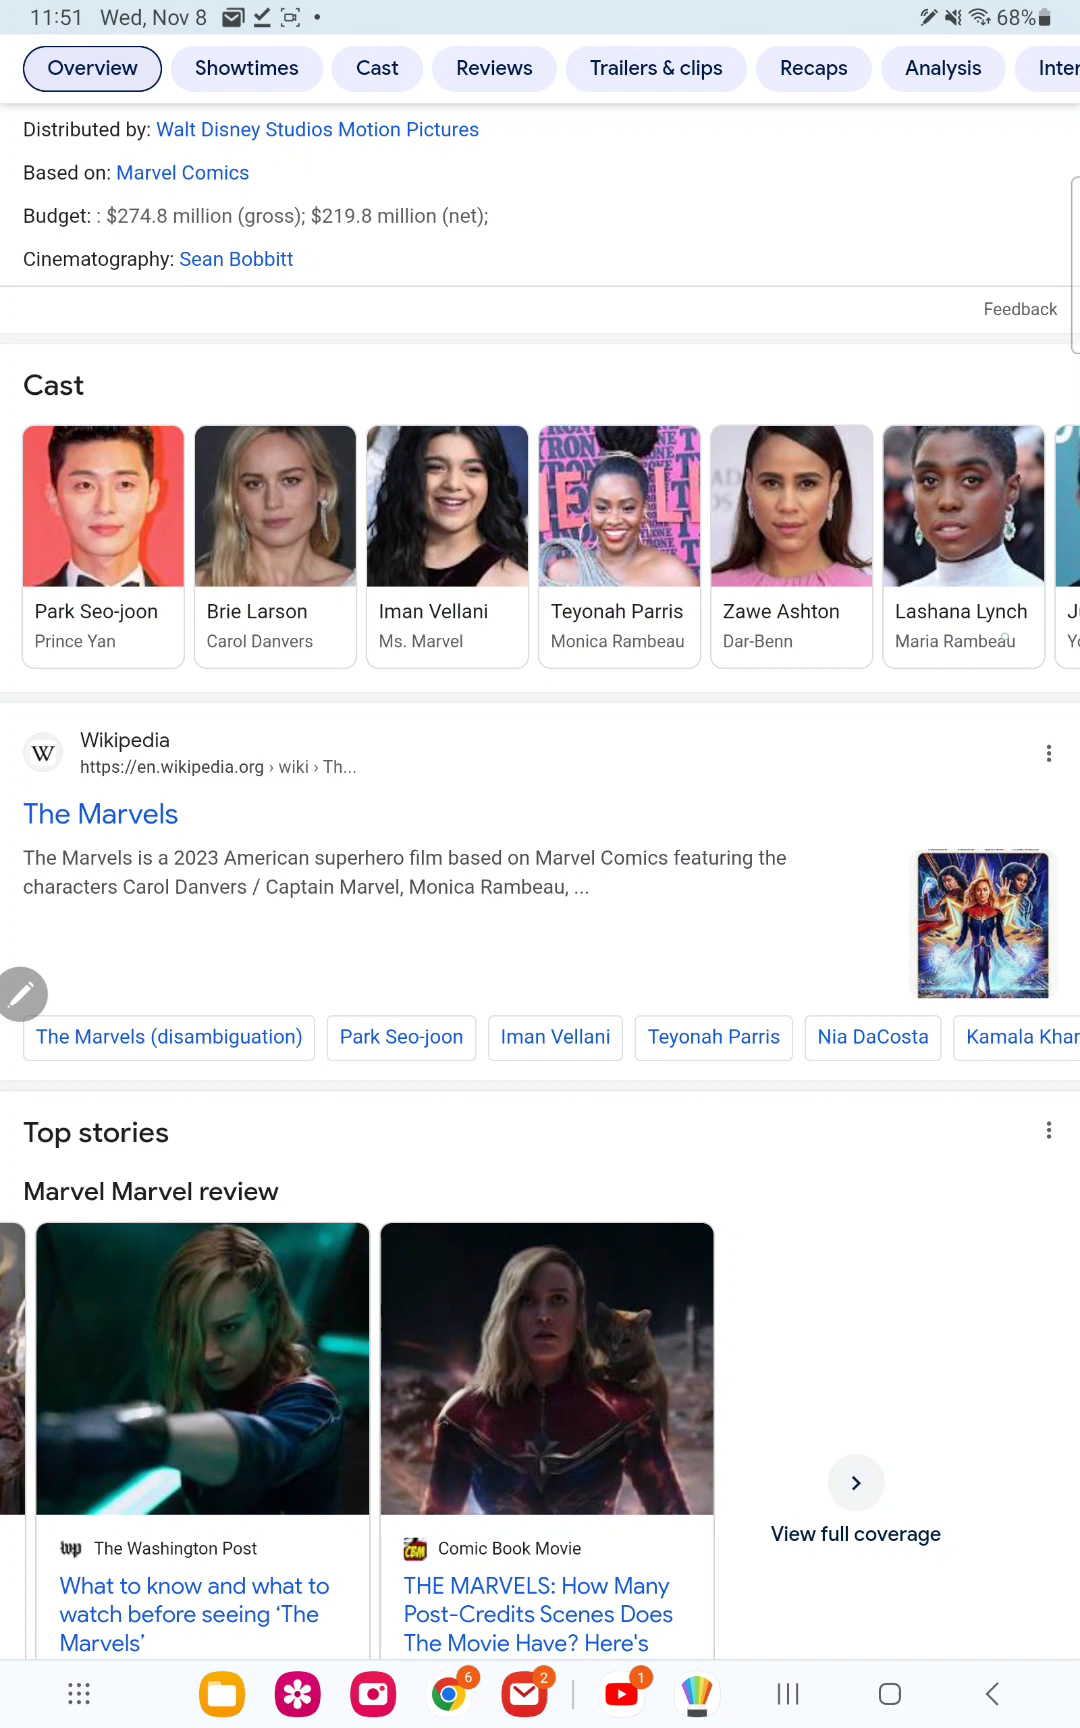 11:51 Wed, Nov 8
68%
Overview
Showtimes
Cast
Reviews
Trailers & clips
Recaps
Analysis
Inter
Distributed by: Walt Disney Studios Motion Pictures
Based on: Marvel Comics
Budget: : $274.8 million (gross); $219.8 million (net);
Cinematography: Sean Bobbitt
Feedback
Cast
Park Seo-joon
Prince Yan
Brie Larson
Carol Danvers
Iman Vellani
Ms. Marvel
Teyonah Parris
Monica Rambeau
Zawe Ashton
Dar-Benn
Lashana Lynch
Maria Rambeau
W
Wikipedia
https://en.wikipedia.org › wiki › Th...
The Marvels
The Marvels is a 2023 American superhero film based on Marvel Comics featuring the
characters Carol Danvers / Captain Marvel, Monica Rambeau, ...
The Marvels (disambiguation)
Park Seo-joon
Iman Vellani
Teyonah Parris
Nia DaCosta
Kamala Khan
Top stories
Marvel Marvel review
wp The Washington Post
What to know and what to
watch before seeing ‘The
Marvels’
CBM Comic Book Movie
THE MARVELS: How Many
Post-Credits Scenes Does
The Movie Have? Here's
View full coverage
6
2
1